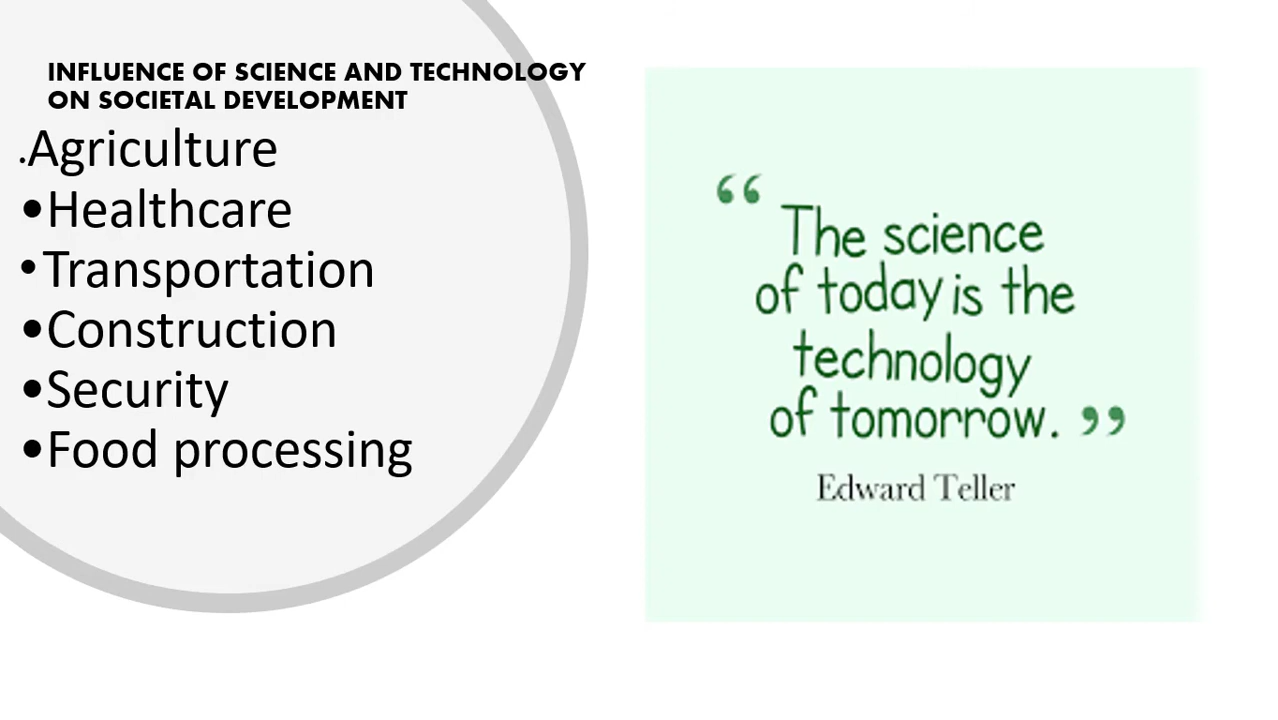 INFLUENCE OF SCIENCE AND TECHNOLOGY
ON SOCIETAL DEVELOPMENT
.Agriculture
•Healthcare
•Transportation
•Construction
•Security
•Food processing
“ The science
of today is the
technology
of tomorrow. ”
Edward Teller